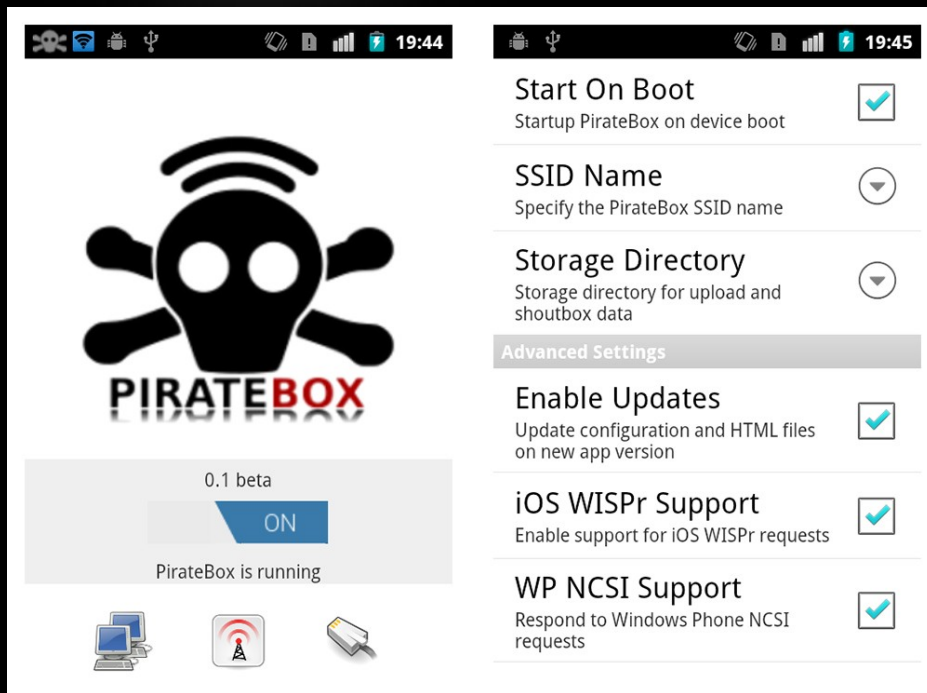 19:44
PIRATEBOX
0.1 beta
ON
PirateBox is running
19:45
Start On Boot
Startup PirateBox on device boot
SSID Name
Specify the PirateBox SSID name
Storage Directory
Storage directory for upload and
shoutbox data
Advanced Settings
Enable Updates
Update configuration and HTML files
on new app version
iOS WISPr Support
Enable support for iOS WISPr requests
WP NCSI Support
Respond to Windows Phone NCSI
requests